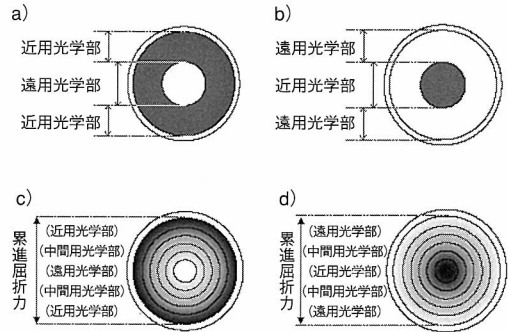 a)
近用光学部
遠用光学部
近用光学部
b)
遠用光学部
近用光学部
遠用光学部
c)
累進屈折力
(近用光学部)
(中間用光学部)
(遠用光学部)
(中間用光学部)
(近用光学部)
d)
累進屈折力
(遠用光学部)
(中間用光学部)
(近用光学部)
(中間用光学部)
(遠用光学部)